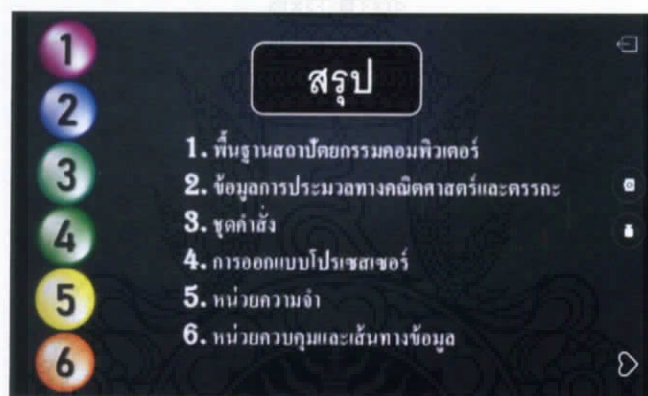 สรุป
1
2
3
4
5
6
1. พื้นฐานสถาปัตยกรรมคอมพิวเตอร์
2. ข้อมูลการประมวลทางคณิตศาสตร์และตรรกะ
3. ชุดคำสั่ง
4. การออกแบบโปรเซสเซอร์
5. หน่วยความจำ
6. หน่วยควบคุมและเส้นทางข้อมูล